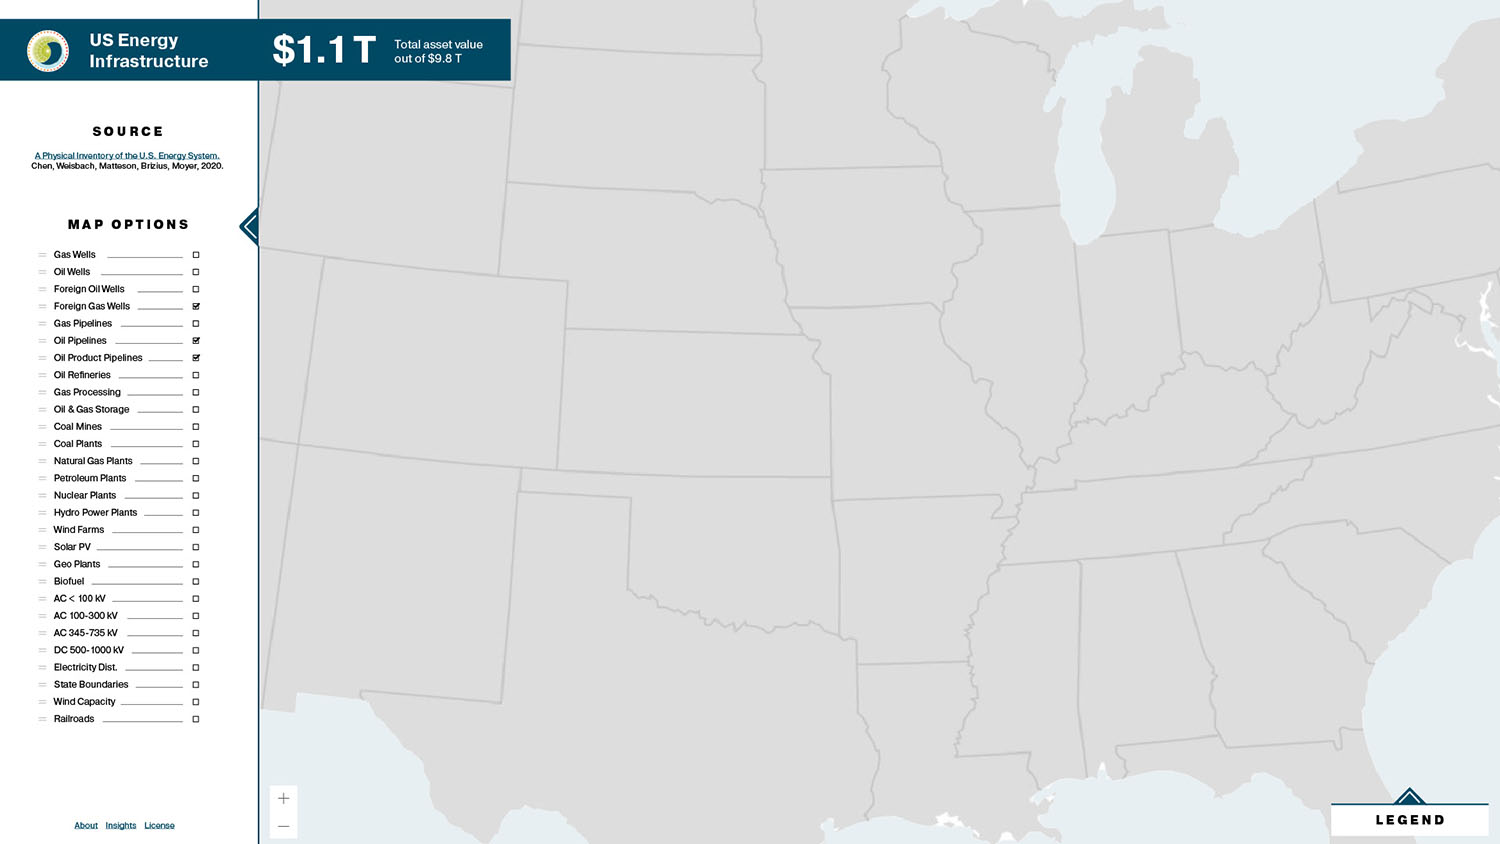 US Energy
Infrastructure
$1.1 T
Total asset value
out of $9.8 T
SOURCE
A Physical Inventory of the U.S. Energy System.
Chen, Weisbach, Matteson, Brizius, Moyer, 2020.
MAP OPTIONS
Gas Wells
Oil Wells
Foreign Oil Wells
Foreign Gas Wells
Gas Pipelines
Oil Pipelines
Oil Product Pipelines
Oil Refineries
Gas Processing
Oil & Gas Storage
Coal Mines
Coal Plants
Natural Gas Plants
Petroleum Plants
Nuclear Plants
Hydro Power Plants
Wind Farms
Solar PV
Geo Plants
Biofuel
AC < 100 kV
AC 100-300 kV
AC 345-735 kV
DC 500-1000 kV
Electricity Dist.
State Boundaries
Wind Capacity
Railroads
About Insights License
LEGEND